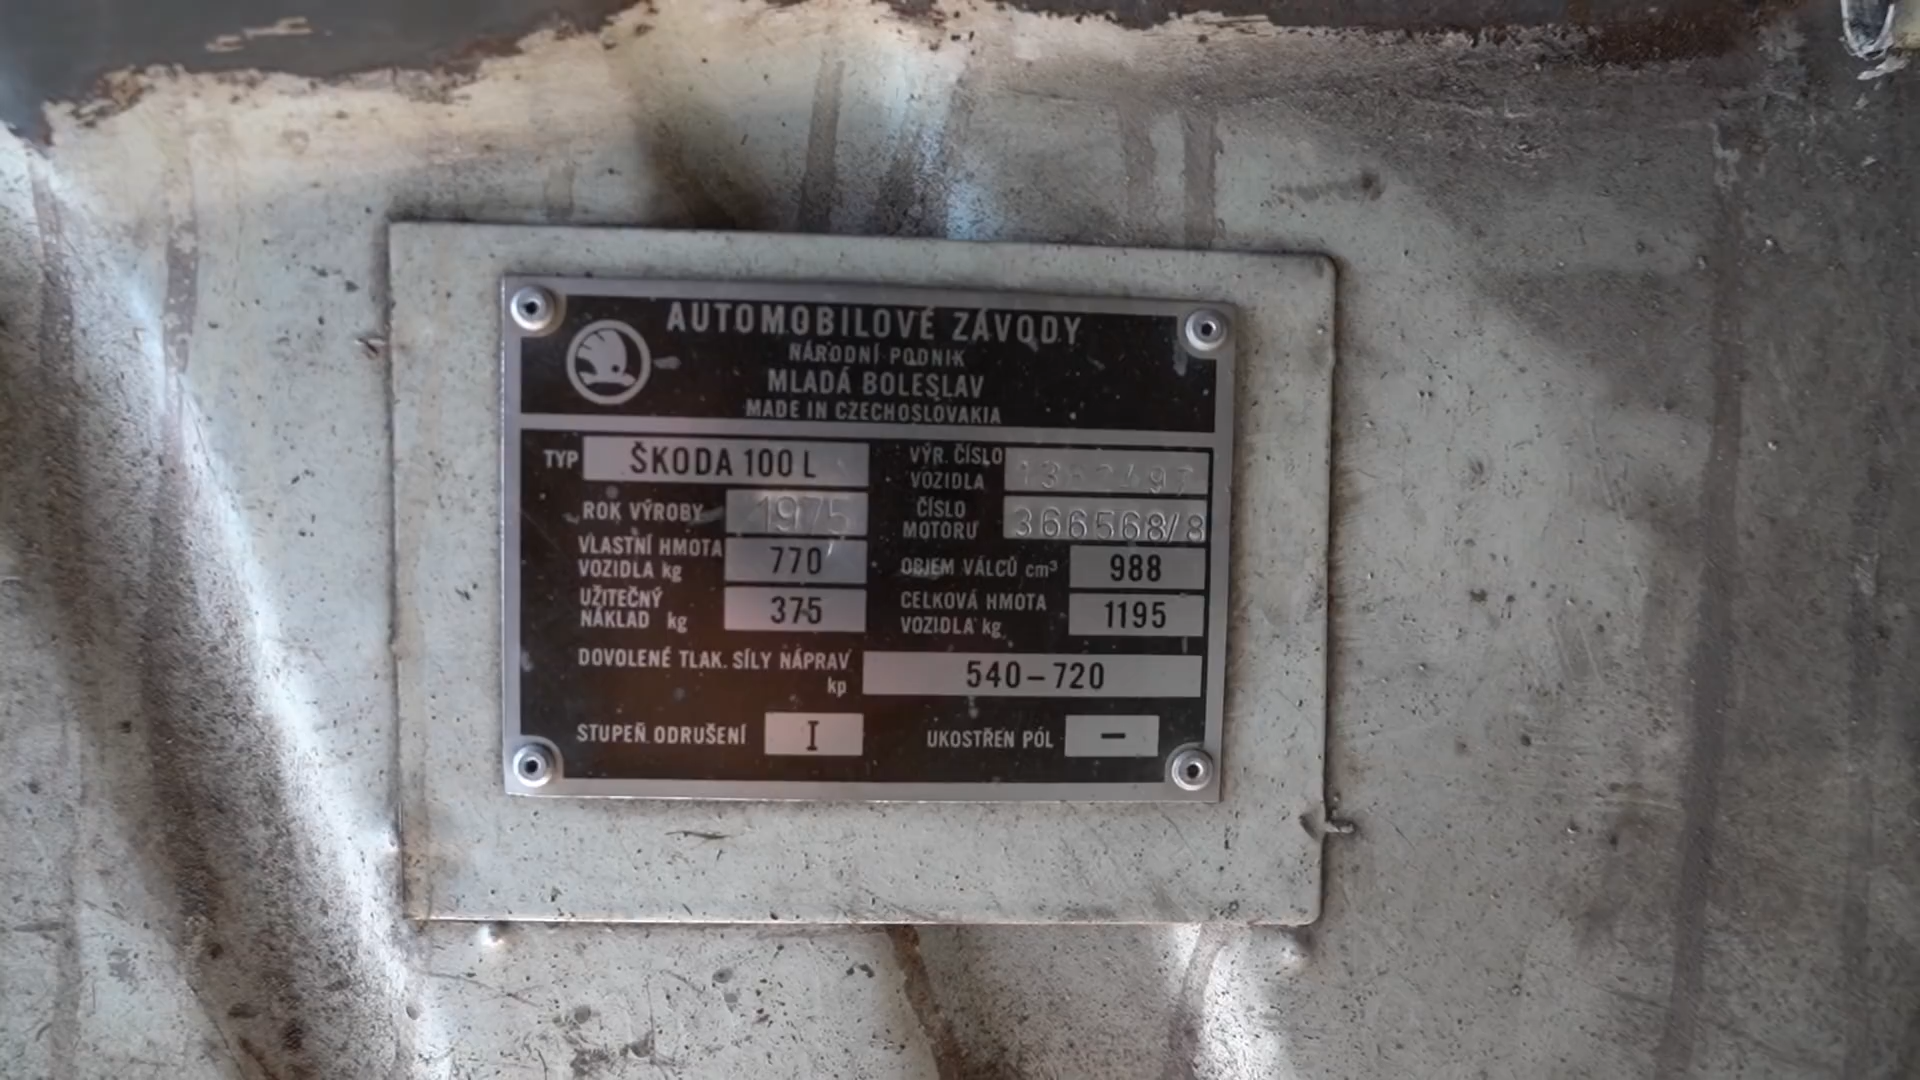 AUTOMOBILOVÉ ZÁVODY
NÁRODNÍ PODNIK
MLADÁ BOLESLAV
MADE IN CZECHOSLOVAKIA
TYP ŠKODA 100 L
ROK VÝROBY 1975
VLASTNÍ HMOTA
VOZIDLA kg 770
UŽITEČNÝ
NÁKLAD kg 375
VÝR. ČÍSLO
VOZIDLA
ČÍSLO
MOTORU 366568/8
OBJEM VÁLCŮ cm³ 988
CELKOVÁ HMOTA
VOZIDLA kg 1195
DOVOLENÉ TLAK. SÍLY NÁPRAV
kp 540-720
STUPEŇ ODRUŠENÍ I
UKOSTŘEN PÓL -